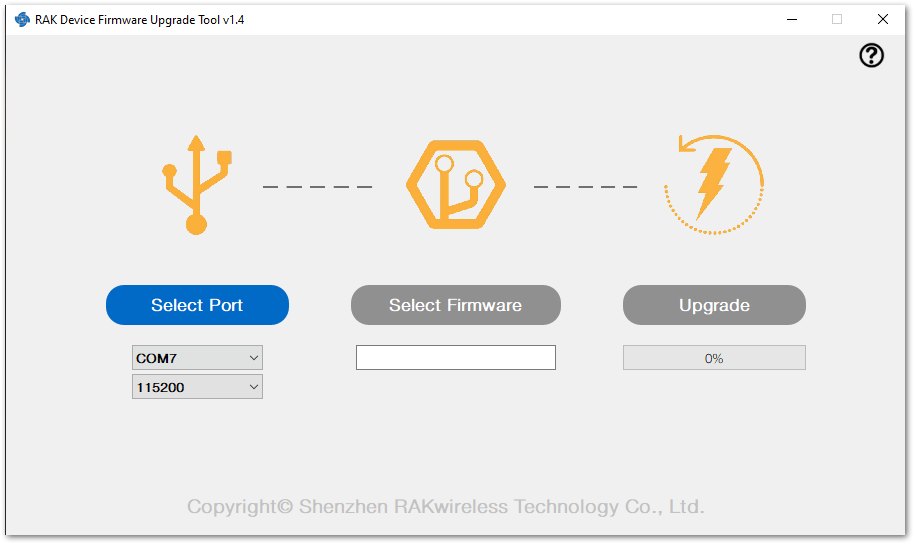 RAK Device Firmware Upgrade Tool v1.4
Select Port
Select Firmware
Upgrade
COM7
0%
115200
Copyright© Shenzhen RAKwireless Technology Co., Ltd.